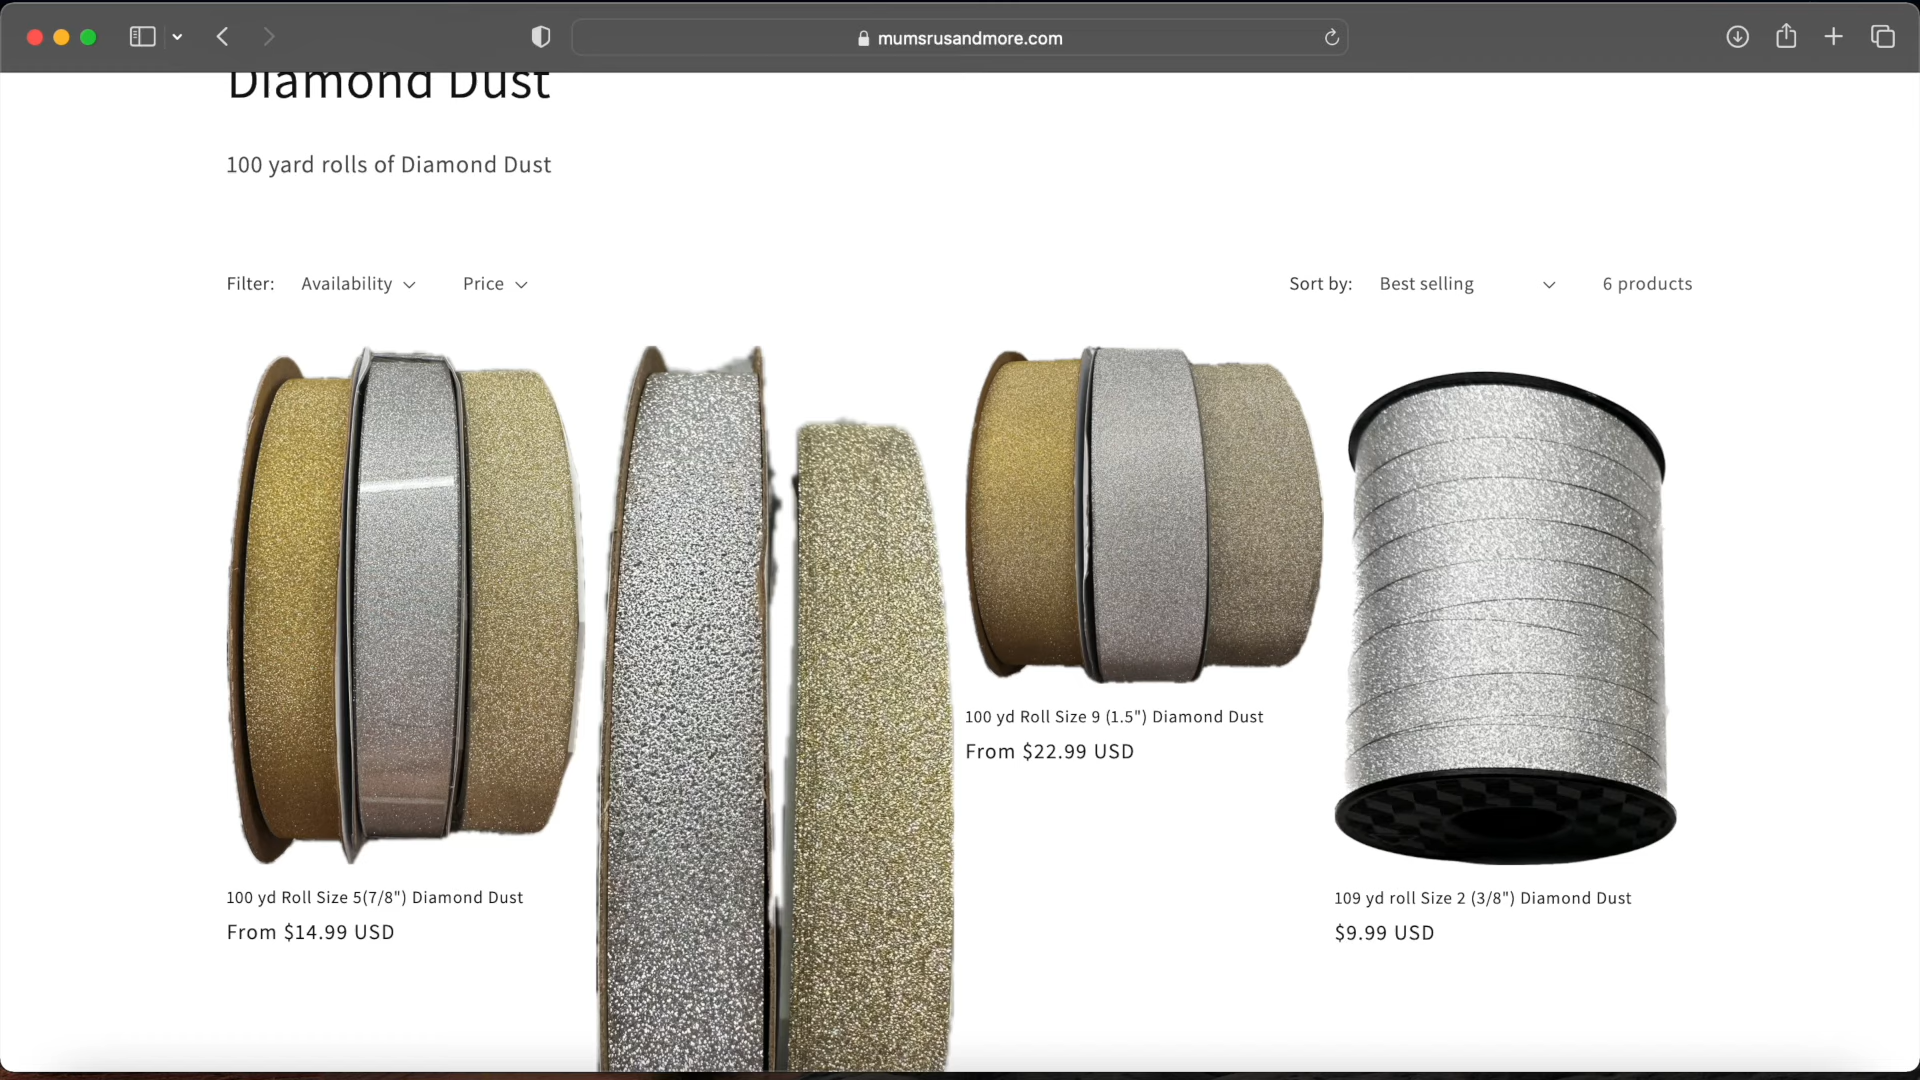 mumsrusandmore.com
Diamond Dust
100 yard rolls of Diamond Dust
Filter: Availability Price
Sort by: Best selling 6 products
100 yd Roll Size 5(7/8") Diamond Dust
From $14.99 USD
100 yd Roll Size 9 (1.5") Diamond Dust
From $22.99 USD
109 yd roll Size 2 (3/8") Diamond Dust
$9.99 USD